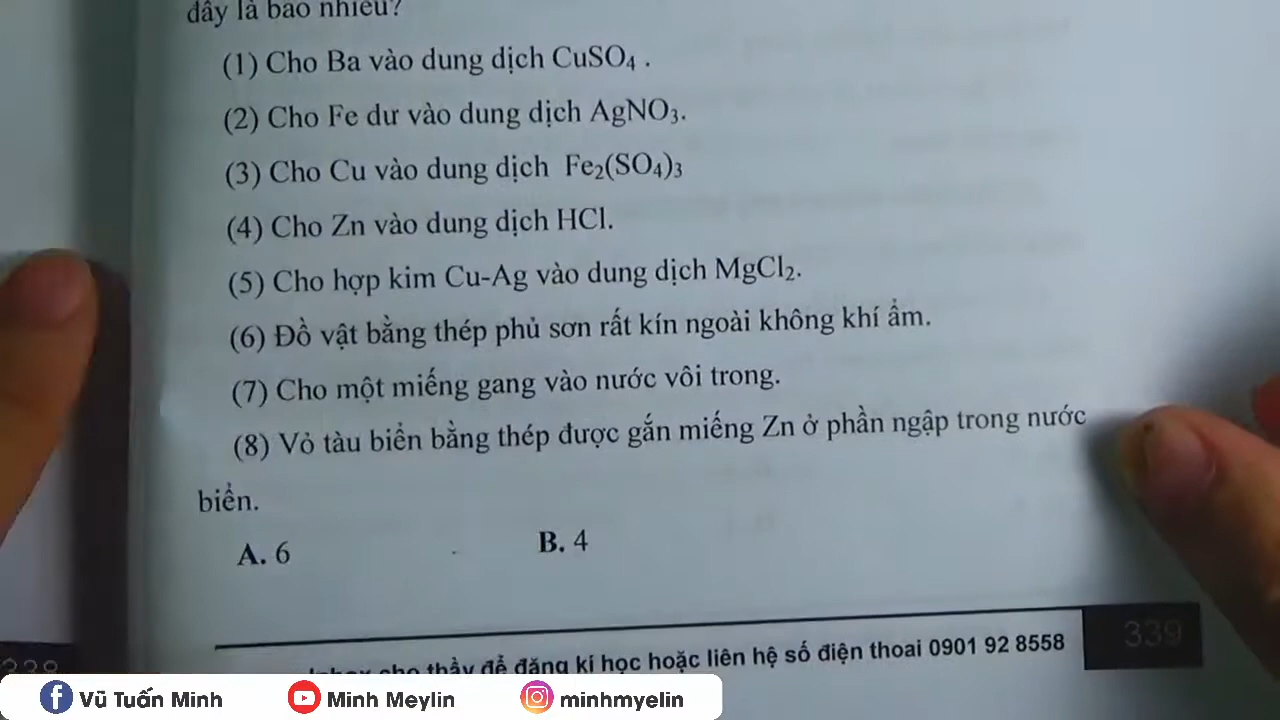 đây là bao nhiêu?
(1) Cho Ba vào dung dịch CuSO₄ .
(2) Cho Fe dư vào dung dịch AgNO₃.
(3) Cho Cu vào dung dịch Fe₂(SO₄)₃
(4) Cho Zn vào dung dịch HCl.
(5) Cho hợp kim Cu-Ag vào dung dịch MgCl₂.
(6) Đồ vật bằng thép phủ sơn rất kín ngoài không khí ẩm.
(7) Cho một miếng gang vào nước vôi trong.
(8) Vỏ tàu biển bằng thép được gắn miếng Zn ở phần ngập trong nước
biển.
A. 6 B. 4
cho thầy để đăng kí học hoặc liên hệ số điện thoai 0901 92 8558
339
Vũ Tuấn Minh Minh Meylin minhmyelin